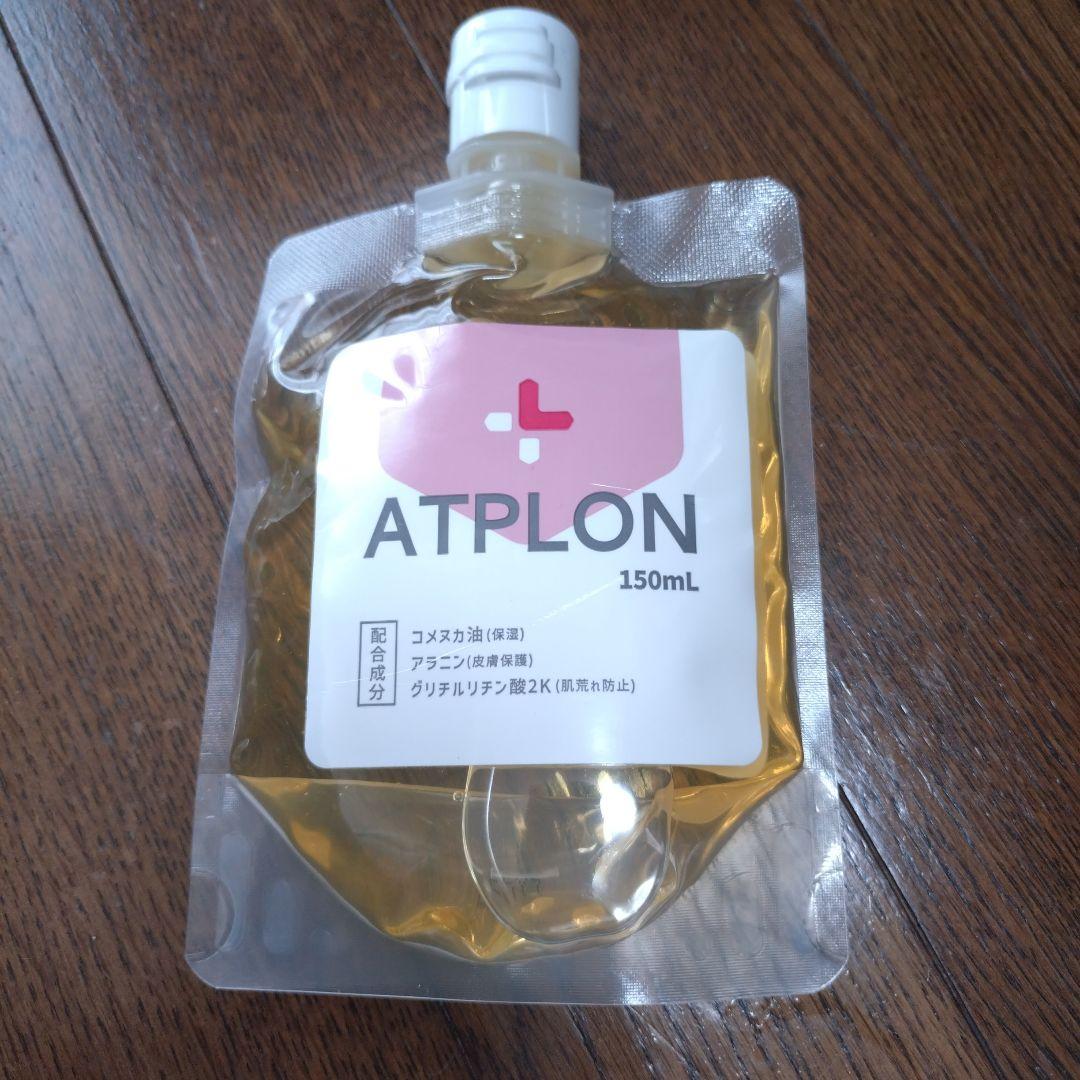 ATPLON
150mL
配合成分
コメヌカ油(保湿)
アラニン(皮膚保護)
グリチルリチン酸2K(肌荒れ防止)